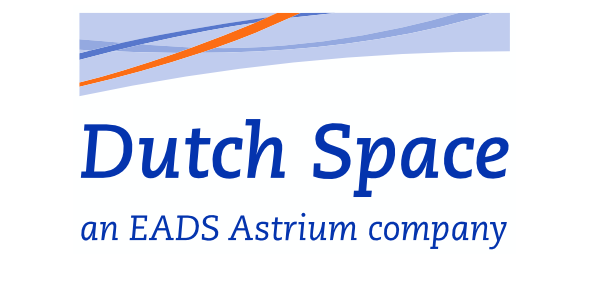 Dutch Space
an EADS Astrium company